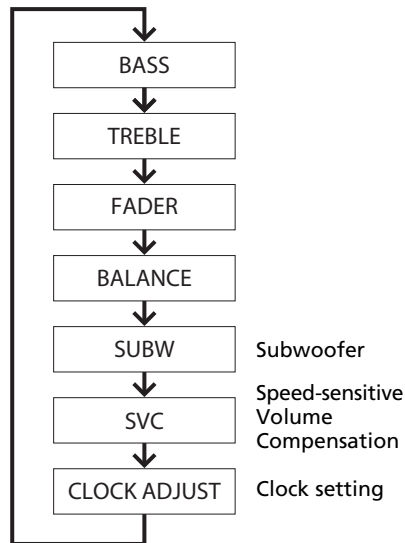 BASS
TREBLE
FADER
BALANCE
SUBW
Subwoofer
SVC
Speed-sensitive
Volume
Compensation
CLOCK ADJUST
Clock setting